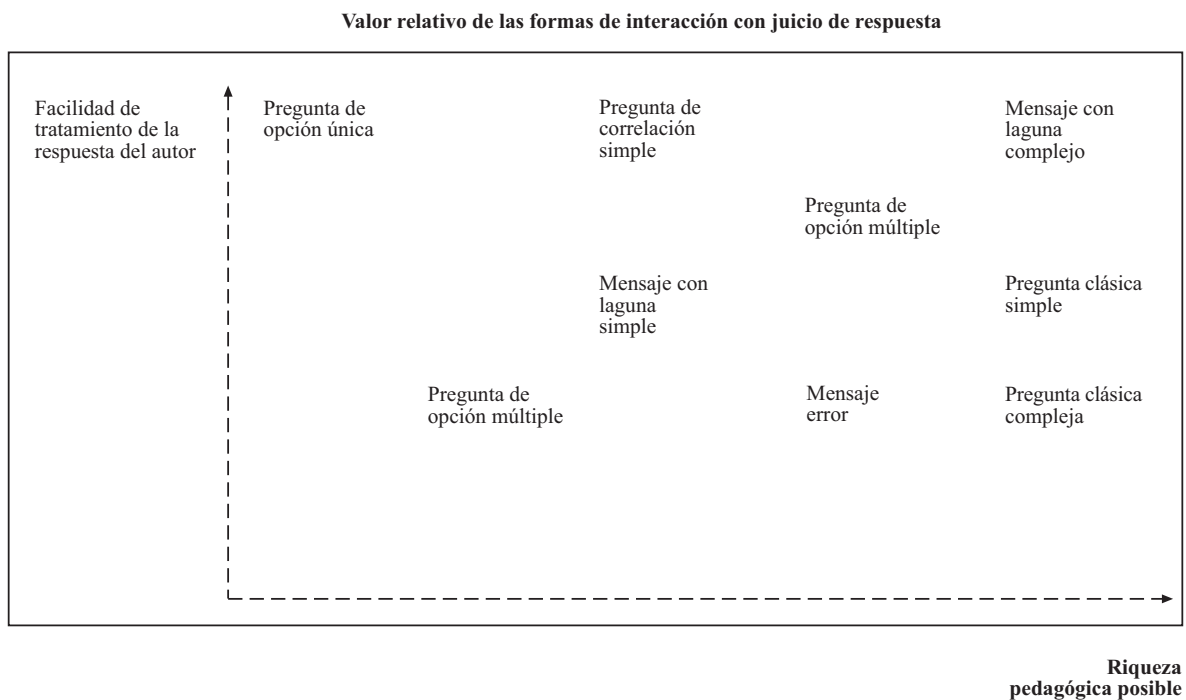 Valor relativo de las formas de interacción con juicio de respuesta
Facilidad de
tratamiento de la
respuesta del autor
Pregunta de
opción única
Pregunta de
correlación
simple
Mensaje con
laguna
complejo
Pregunta de
opción múltiple
Mensaje con
laguna
simple
Pregunta clásica
simple
Pregunta de
opción múltiple
Mensaje
error
Pregunta clásica
compleja
Riqueza
pedagógica posible